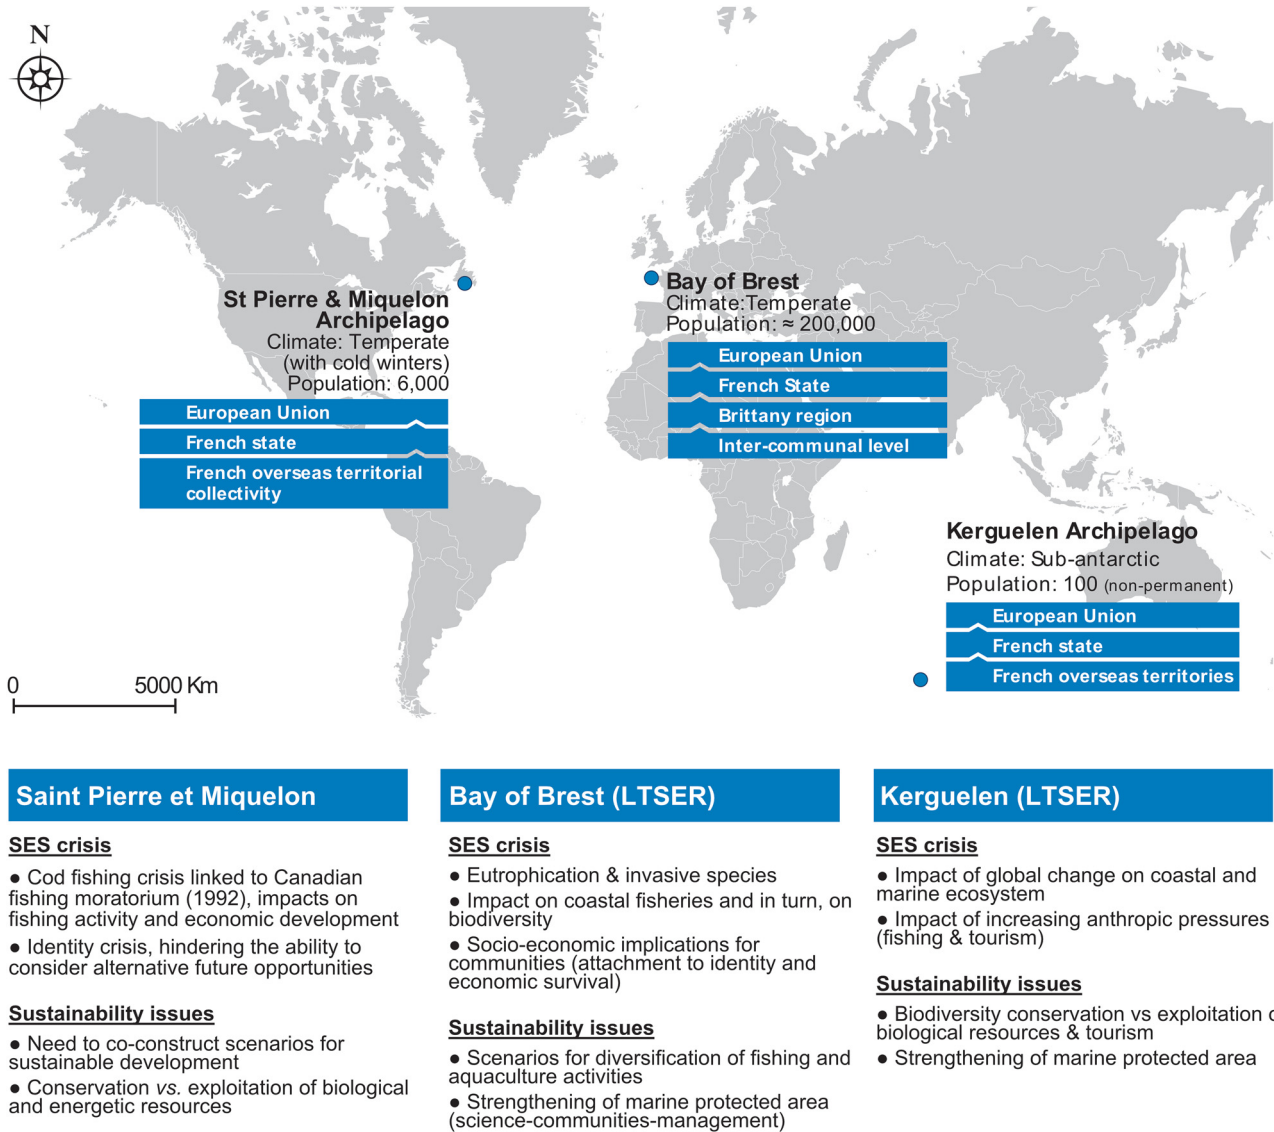 N
St Pierre & Miquelon
Archipelago
Climate: Temperate
(with cold winters)
Population: 6,000
European Union
French state
French overseas territorial
collectivity
Bay of Brest
Climate:Temperate
Population: ≈ 200,000
European Union
French State
Brittany region
Inter-communal level
Kerguelen Archipelago
Climate: Sub-antarctic
Population: 100 (non-permanent)
European Union
French state
French overseas territories
0 5000 Km
Saint Pierre et Miquelon
SES crisis
● Cod fishing crisis linked to Canadian
fishing moratorium (1992), impacts on
fishing activity and economic development
● Identity crisis, hindering the ability to
consider alternative future opportunities
Sustainability issues
● Need to co-construct scenarios for
sustainable development
● Conservation vs. exploitation of biological
and energetic resources
Bay of Brest (LTSER)
SES crisis
● Eutrophication & invasive species
● Impact on coastal fisheries and in turn, on
biodiversity
● Socio-economic implications for
communities (attachment to identity and
economic survival)
Sustainability issues
● Scenarios for diversification of fishing and
aquaculture activities
● Strengthening of marine protected area
(science-communities-management)
Kerguelen (LTSER)
SES crisis
● Impact of global change on coastal and
marine ecosystem
● Impact of increasing anthropic pressures
(fishing & tourism)
Sustainability issues
● Biodiversity conservation vs exploitation
biological resources & tourism
● Strengthening of marine protected area